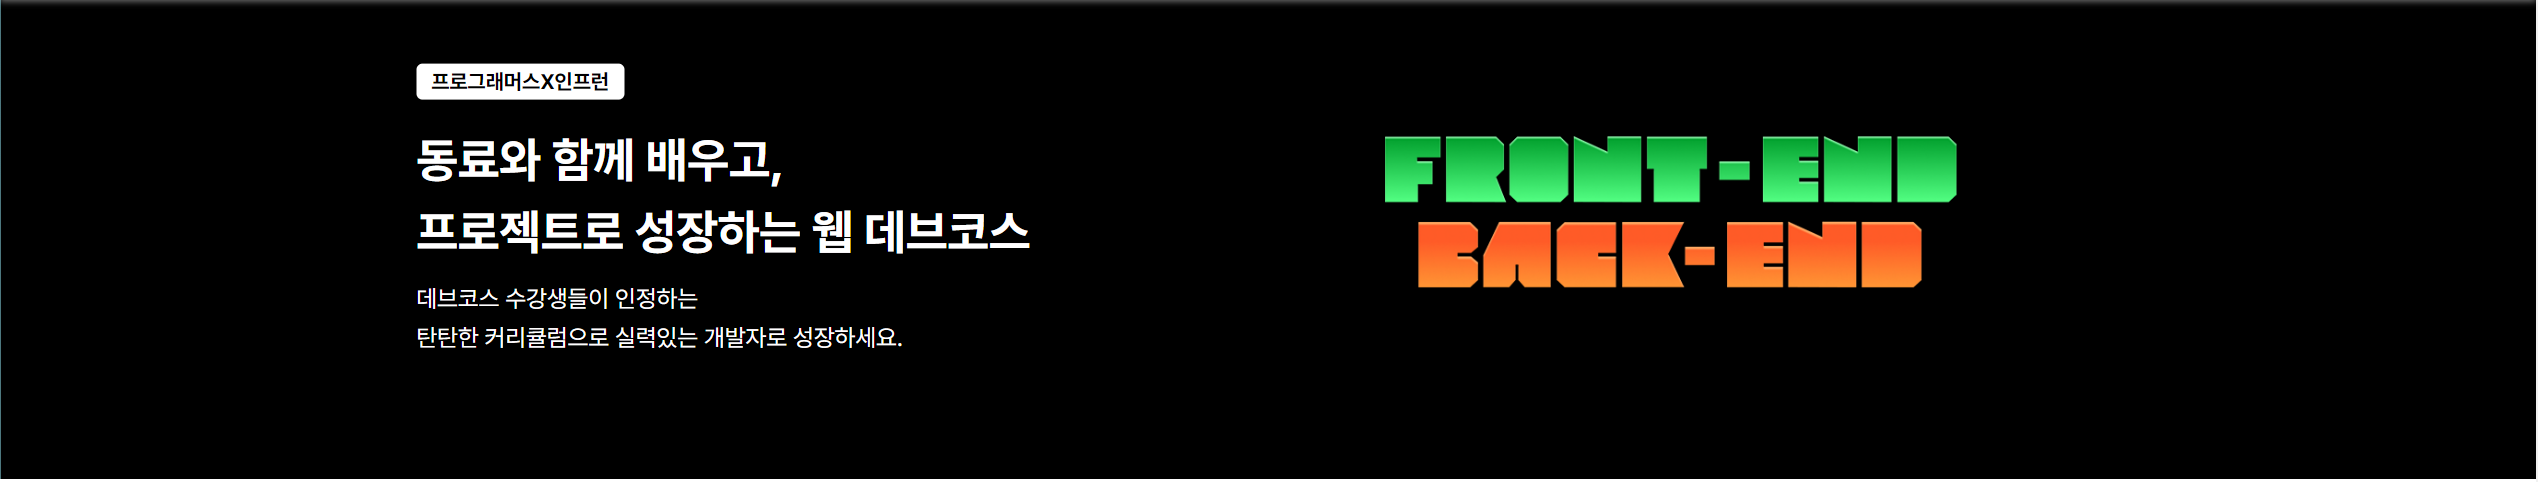 프로그래머스X인프런
동료와 함께 배우고,
프로젝트로 성장하는 웹 데브코스
데브코스 수강생들이 인정하는
탄탄한 커리큘럼으로 실력있는 개발자로 성장하세요.
FRONT-END
BACK-END